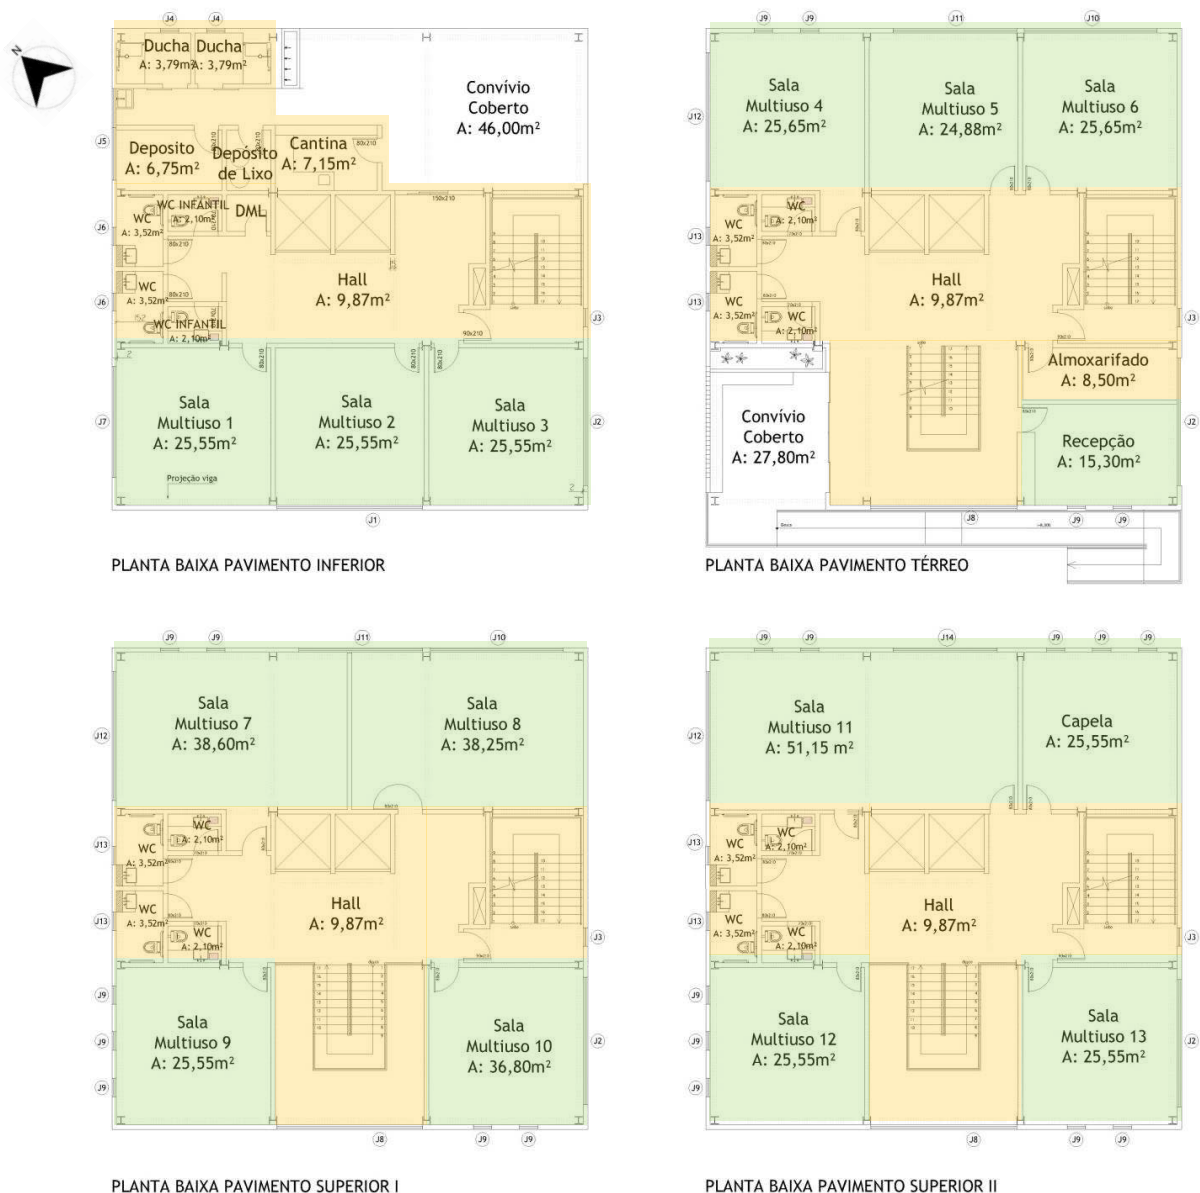 N
J4
J4
Ducha
A: 3,79m²
Ducha
A: 3,79m²
Convívio
Coberto
A: 46,00m²
J5
Deposito
A: 6,75m²
80x210
Depósito
de Lixo
80x210
Cantina
A: 7,15m²
80x210
150x210
J6
WC
A: 3,52m²
WC INFANTIL
A: 2,10m²
DML
80x210
Hall
A: 9,87m²
J6
WC
A: 3,52m²
80x210
152
WC INFANTIL
A: 2,10m²
90x210
J3
80x210
80x210
80x210
J7
Sala
Multiuso 1
A: 25,55m²
Sala
Multiuso 2
A: 25,55m²
Sala
Multiuso 3
A: 25,55m²
J2
Projeção viga
J1
PLANTA BAIXA PAVIMENTO INFERIOR
J9
J9
J11
J10
J12
Sala
Multiuso 4
A: 25,65m²
Sala
Multiuso 5
A: 24,88m²
Sala
Multiuso 6
A: 25,65m²
J13
WC
A: 3,52m²
WC
A: 2,10m²
Hall
A: 9,87m²
J13
WC
A: 3,52m²
WC
A: 2,10m²
J3
Almoxarifado
A: 8,50m²
Convívio
Coberto
A: 27,80m²
Recepção
A: 15,30m²
J2
J8
J9
J9
PLANTA BAIXA PAVIMENTO TÉRREO
J9
J9
J11
J10
J12
Sala
Multiuso 7
A: 38,60m²
Sala
Multiuso 8
A: 38,25m²
J13
WC
A: 3,52m²
WC
A: 2,10m²
Hall
A: 9,87m²
J13
WC
A: 3,52m²
WC
A: 2,10m²
J3
J9
J9
J9
Sala
Multiuso 9
A: 25,55m²
Sala
Multiuso 10
A: 36,80m²
J2
J8
J9
J9
PLANTA BAIXA PAVIMENTO SUPERIOR I
J9
J9
J14
J9
J9
J9
J12
Sala
Multiuso 11
A: 51,15 m²
Capela
A: 25,55m²
J13
WC
A: 3,52m²
WC
A: 2,10m²
Hall
A: 9,87m²
J13
WC
A: 3,52m²
WC
A: 2,10m²
J3
J9
J9
J9
Sala
Multiuso 12
A: 25,55m²
Sala
Multiuso 13
A: 25,55m²
J2
J8
J9
J9
PLANTA BAIXA PAVIMENTO SUPERIOR II